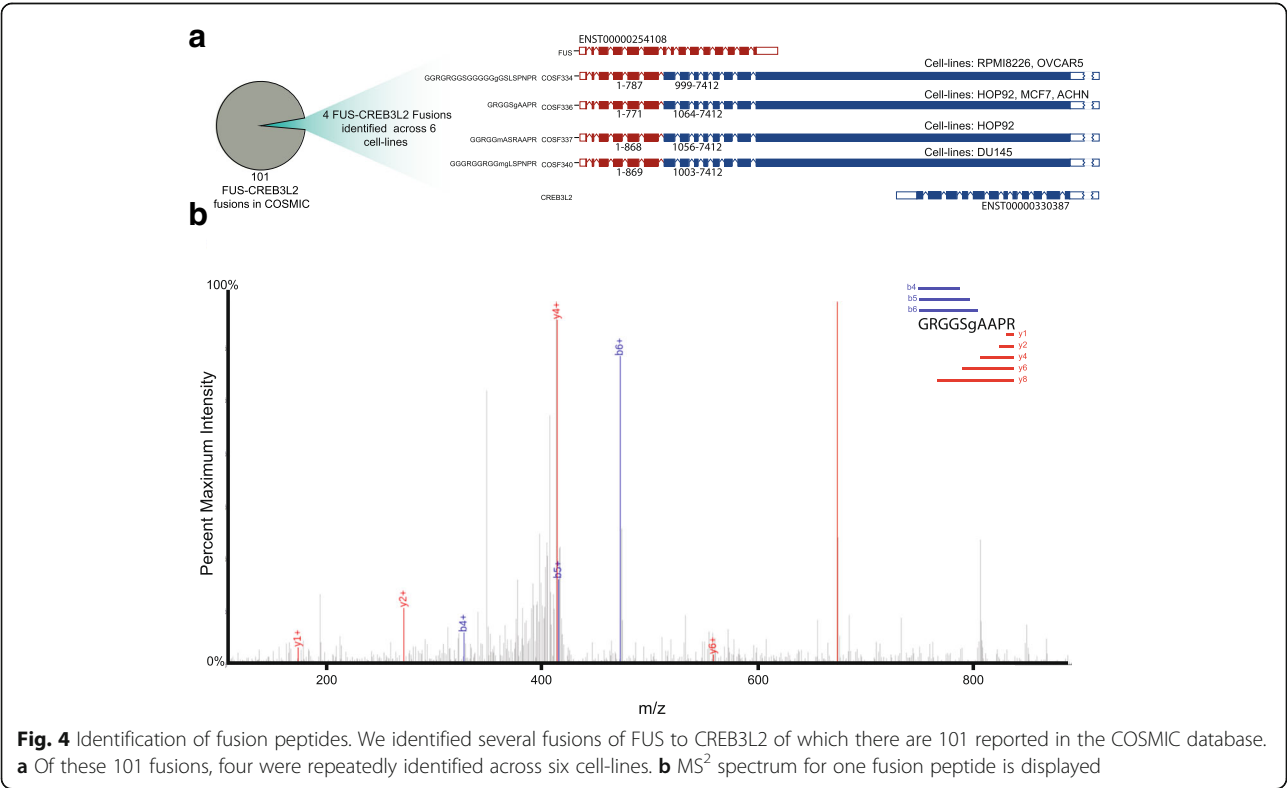 a
ENST00000254108
FUS
GGRGRGGSGGGGGgGSLSPNPR COSF334
1-787
999-7412
Cell-lines: RPMI8226, OVCAR5
GRGGSgAAPR COSF336
1-771
1064-7412
Cell-lines: HOP92, MCF7, ACHN
GGRGGmASRAAPR COSF337
1-868
1056-7412
Cell-lines: HOP92
GGGRGGRGGmgLSPNPR COSF340
1-869
1003-7412
Cell-lines: DU145
CREB3L2
ENST00000330387
4 FUS-CREB3L2 Fusions
identified across 6
cell-lines
101
FUS-CREB3L2
fusions in COSMIC
b
100%
0%
Percent Maximum Intensity
y1+
y2+
b4+
y4+
b5+
b6+
y6+
b4
b5
b6
GRGGSgAAPR
y1
y2
y4
y6
y8
200
400
600
800
m/z
Fig. 4 Identification of fusion peptides. We identified several fusions of FUS to CREB3L2 of which there are 101 reported in the COSMIC database.
a Of these 101 fusions, four were repeatedly identified across six cell-lines. b MS² spectrum for one fusion peptide is displayed